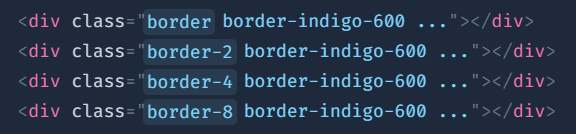 <div class="border border-indigo-600 ..."></div>
<div class="border-2 border-indigo-600 ..."></div>
<div class="border-4 border-indigo-600 ..."></div>
<div class="border-8 border-indigo-600 ..."></div>